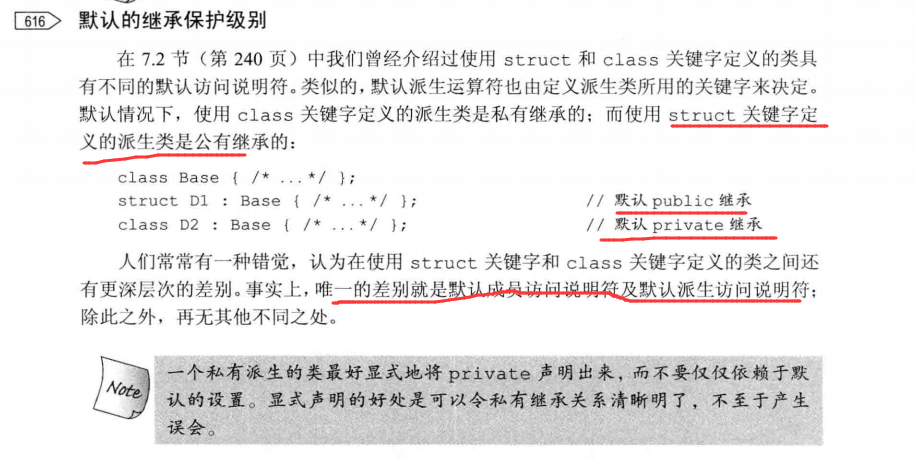 616 默认的继承保护级别
在 7.2 节（第 240 页）中我们曾经介绍过使用 struct 和 class 关键字定义的类具
有不同的默认访问说明符。类似的，默认派生运算符也由定义派生类所用的关键字来决定。
默认情况下，使用 class 关键字定义的派生类是私有继承的；而使用 struct 关键字定
义的派生类是公有继承的：
class Base { /* ...*/ };
struct D1 : Base { /* ...*/ }; // 默认 public 继承
class D2 : Base { /* ...*/ }; // 默认 private 继承
人们常常有一种错觉，认为在使用 struct 关键字和 class 关键字定义的类之间还
有更深层次的差别。事实上，唯一的差别就是默认成员访问说明符及默认派生访问说明符；
除此之外，再无其他不同之处。
Note
一个私有派生的类最好显式地将 private 声明出来，而不要仅仅依赖于默
认的设置。显式声明的好处是可以令私有继承关系清晰明了，不至于产生
误会。